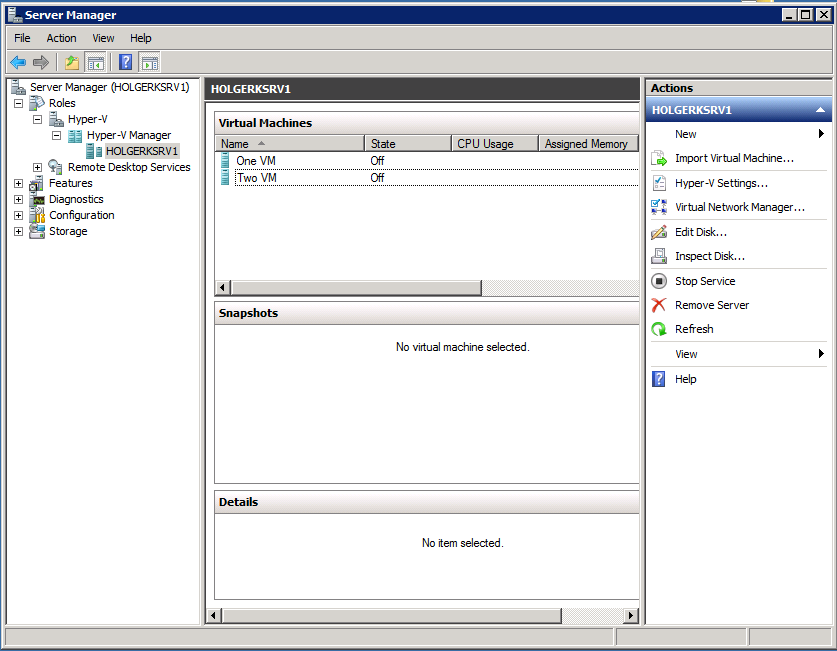 Server Manager
File Action View Help
Server Manager (HOLGERKSRV1)
Roles
Hyper-V
Hyper-V Manager
HOLGERKSRV1
Remote Desktop Services
Features
Diagnostics
Configuration
Storage
HOLGERKSRV1
Virtual Machines
Name State CPU Usage Assigned Memory
One VM Off
Two VM Off
Snapshots
No virtual machine selected.
Details
No item selected.
Actions
HOLGERKSRV1
New
Import Virtual Machine...
Hyper-V Settings...
Virtual Network Manager...
Edit Disk...
Inspect Disk...
Stop Service
Remove Server
Refresh
View
Help